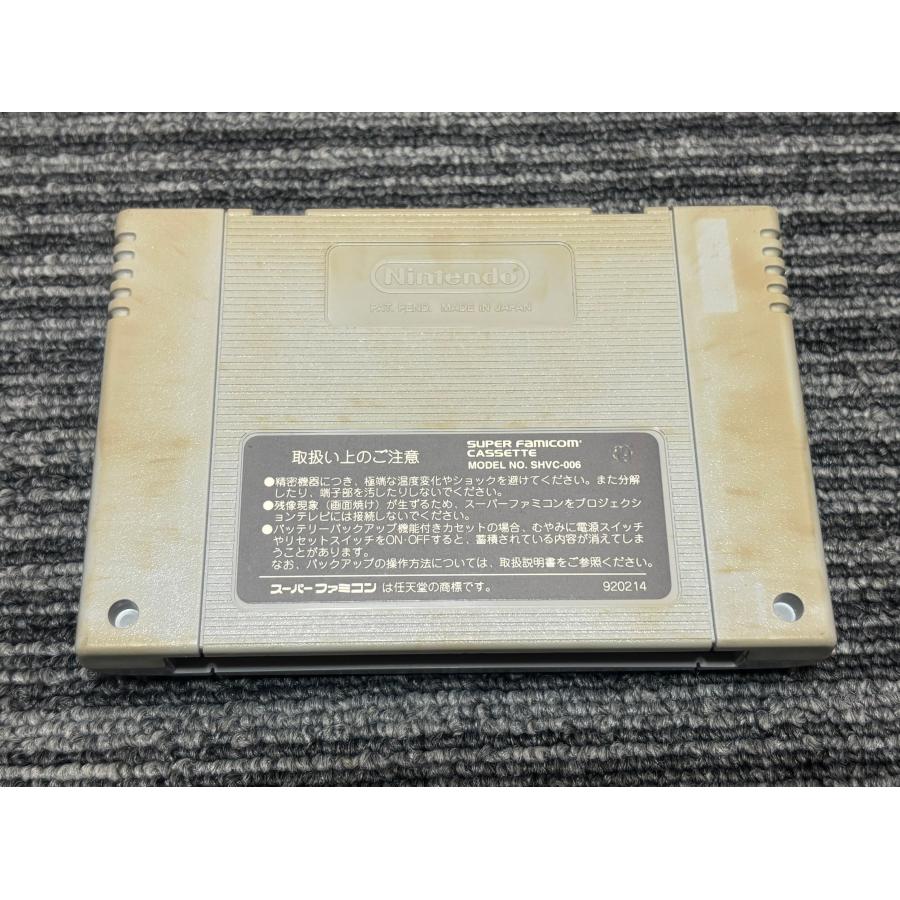 Nintendo®
PAT. PEND. MADE IN JAPAN
取扱い上のご注意
SUPER FAMICOM
CASSETTE
MODEL NO. SHVC-006
●精密機器につき、極端な温度変化やショックを避けてください。また分解
したり、端子部を汚したりしないでください。
●残像現象（画面焼け）が生ずるため、スーパーファミコンをプロジェクシ
ョンテレビには接続しないでください。
●バッテリーバックアップ機能付きカセットの場合、むやみに電源スイッチ
やリセットスイッチをON・OFFすると、蓄積されている内容が消えてしま
うことがあります。
なお、バックアップの操作方法については、取扱説明書をご参照ください。
スーパーファミコン は任天堂の商標です。
920214